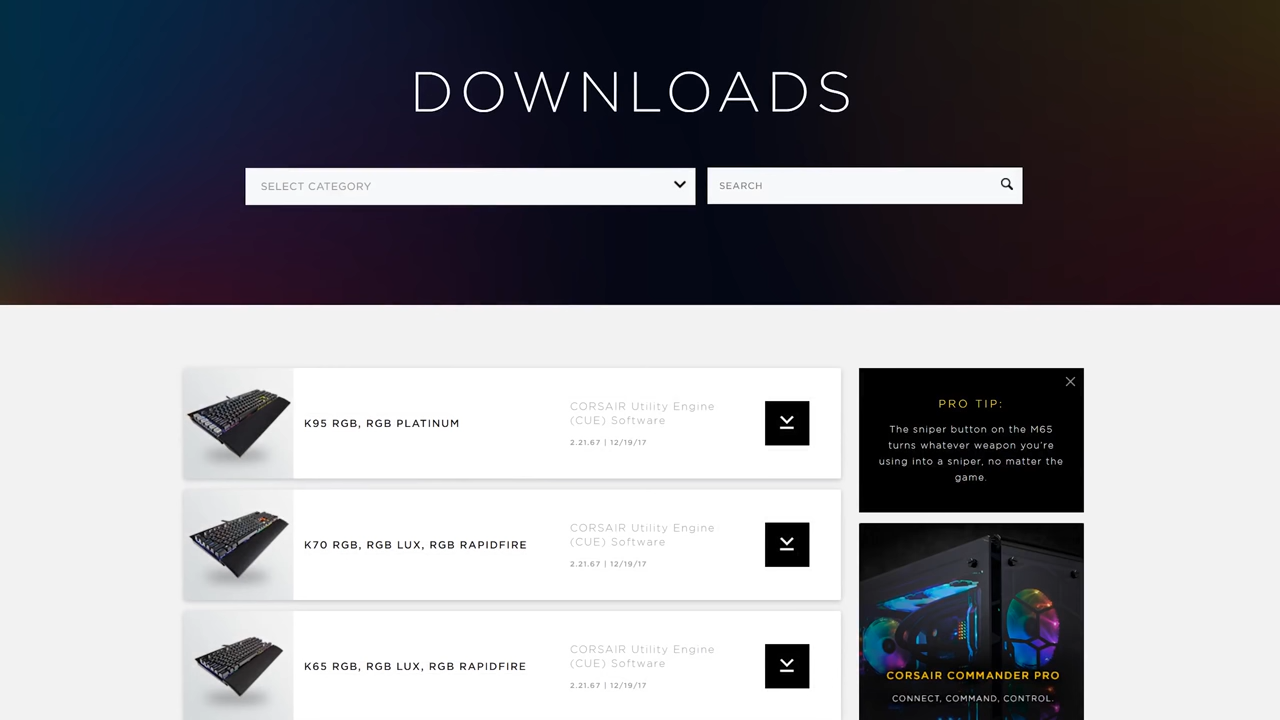 DOWNLOADS
SELECT CATEGORY
SEARCH
K95 RGB, RGB PLATINUM
CORSAIR Utility Engine
(CUE) Software
2.21.67 | 12/19/17
K70 RGB, RGB LUX, RGB RAPIDFIRE
CORSAIR Utility Engine
(CUE) Software
2.21.67 | 12/19/17
K65 RGB, RGB LUX, RGB RAPIDFIRE
CORSAIR Utility Engine
(CUE) Software
2.21.67 | 12/19/17
PRO TIP:
The sniper button on the M65
turns whatever weapon you're
using into a sniper, no matter the
game.
CORSAIR COMMANDER PRO
CONNECT, COMMAND, CONTROL.